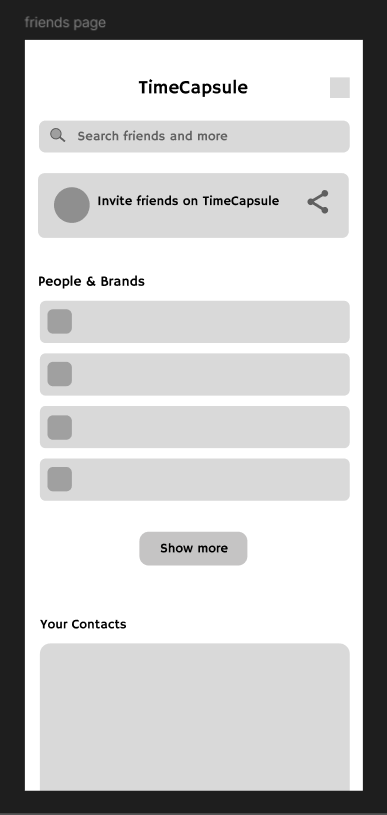 friends page
TimeCapsule
Search friends and more
Invite friends on TimeCapsule
People & Brands
Show more
Your Contacts